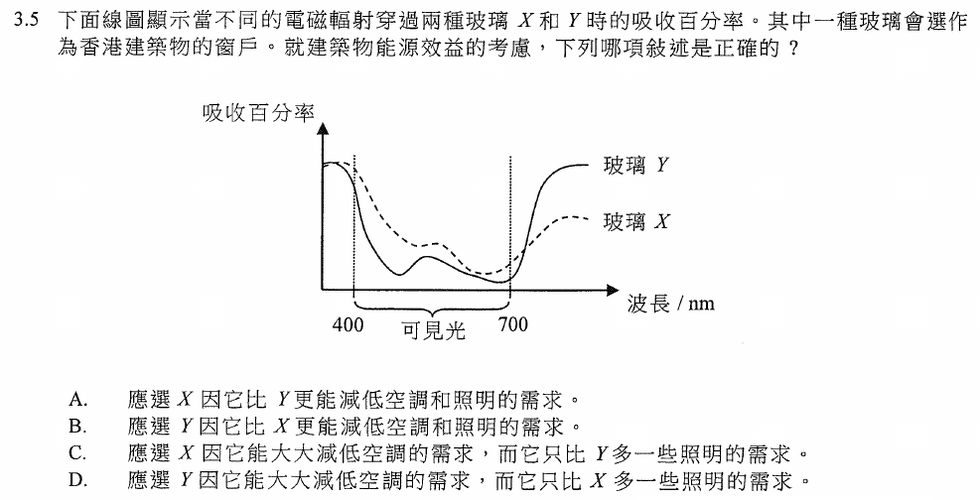 3.5 下面線圖顯示當不同的電磁輻射穿過兩種玻璃 X 和 Y 時的吸收百分率。其中一種玻璃會選作
為香港建築物的窗戶。就建築物能源效益的考慮，下列哪項敍述是正確的？
吸收百分率
玻璃 Y
玻璃 X
波長 / nm
400 可見光 700
A. 應選 X 因它比 Y 更能減低空調和照明的需求。
B. 應選 Y 因它比 X 更能減低空調和照明的需求。
C. 應選 X 因它能大大減低空調的需求，而它只比 Y 多一些照明的需求。
D. 應選 Y 因它能大大減低空調的需求，而它只比 X 多一些照明的需求。